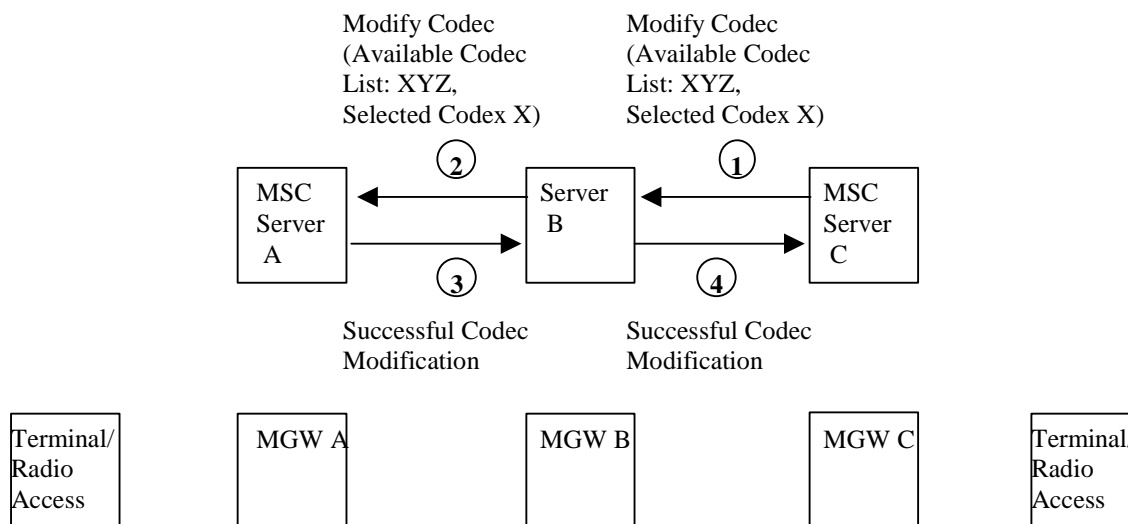 Modify Codec
(Available Codec
List: XYZ,
Selected Codex X)
Modify Codec
(Available Codec
List: XYZ,
Selected Codex X)
2
1
MSC
Server
A
Server
B
MSC
Server
C
3
4
Successful Codec
Modification
Successful Codec
Modification
Terminal/
Radio
Access
MGW A
MGW B
MGW C
Terminal/
Radio
Access